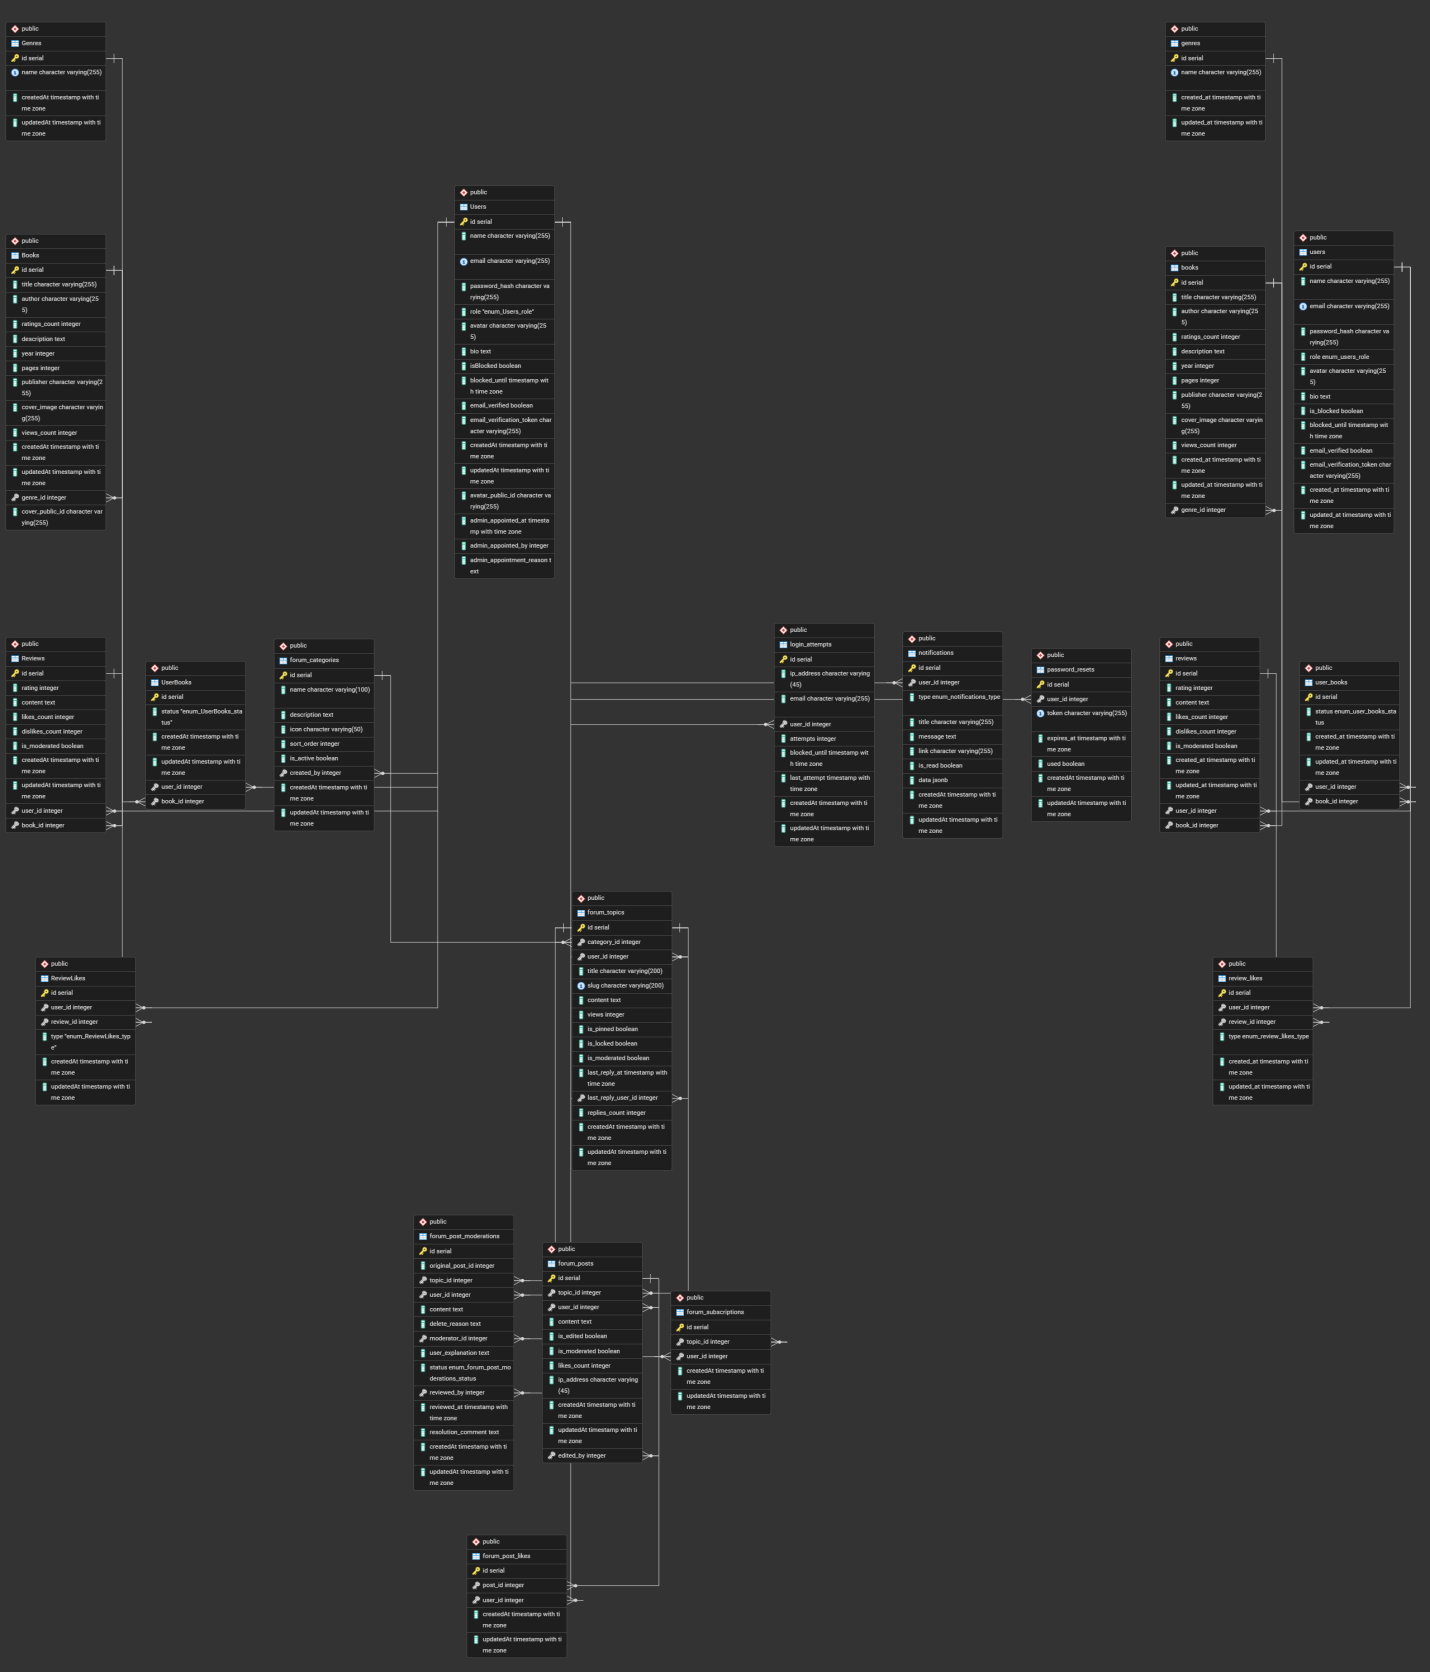 public
Genres
id serial
name character varying(255)
createdAt timestamp with ti
me zone
updatedAt timestamp with ti
me zone
public
genres
id serial
name character varying(255)
created_at timestamp with ti
me zone
updated_at timestamp with ti
me zone
public
Users
id serial
name character varying(255)
email character varying(255)
password_hash character va
rying(255)
role "enum_Users_role"
avatar character varying(25
5)
bio text
isBlocked boolean
blocked_until timestamp wit
h time zone
email_verified boolean
email_verification_token char
acter varying(255)
createdAt timestamp with ti
me zone
updatedAt timestamp with ti
me zone
avatar_public_id character va
rying(255)
admin_appointed_at timesta
mp with time zone
admin_appointed_by integer
admin_appointment_reason t
ext
public
Books
id serial
title character varying(255)
author character varying(25
5)
ratings_count integer
description text
year integer
pages integer
publisher character varying(2
55)
cover_image character varyin
g(255)
views_count integer
createdAt timestamp with ti
me zone
updatedAt timestamp with ti
me zone
genre_id integer
cover_public_id character var
ying(255)
public
books
id serial
title character varying(255)
author character varying(25
5)
ratings_count integer
description text
year integer
pages integer
publisher character varying(2
55)
cover_image character varyin
g(255)
views_count integer
created_at timestamp with ti
me zone
updated_at timestamp with ti
me zone
genre_id integer
public
users
id serial
name character varying(255)
email character varying(255)
password_hash character va
rying(255)
role enum_users_role
avatar character varying(25
5)
bio text
is_blocked boolean
blocked_until timestamp wit
h time zone
email_verified boolean
email_verification_token char
acter varying(255)
created_at timestamp with ti
me zone
updated_at timestamp with ti
me zone
public
Reviews
id serial
rating integer
content text
likes_count integer
dislikes_count integer
is_moderated boolean
createdAt timestamp with ti
me zone
updatedAt timestamp with ti
me zone
user_id integer
book_id integer
public
UserBooks
id serial
status "enum_UserBooks_sta
tus"
createdAt timestamp with ti
me zone
updatedAt timestamp with ti
me zone
user_id integer
book_id integer
public
forum_categories
id serial
name character varying(100)
description text
icon character varying(50)
sort_order integer
is_active boolean
created_by integer
createdAt timestamp with ti
me zone
updatedAt timestamp with ti
me zone
public
login_attempts
id serial
ip_address character varying
(45)
email character varying(255)
user_id integer
attempts integer
blocked_until timestamp wit
h time zone
last_attempt timestamp with
time zone
createdAt timestamp with ti
me zone
updatedAt timestamp with ti
me zone
public
notifications
id serial
user_id integer
type enum_notifications_type
title character varying(255)
message text
link character varying(255)
is_read boolean
data jsonb
createdAt timestamp with ti
me zone
updatedAt timestamp with ti
me zone
public
password_resets
id serial
user_id integer
token character varying(255)
expires_at timestamp with ti
me zone
used boolean
createdAt timestamp with ti
me zone
updatedAt timestamp with ti
me zone
public
reviews
id serial
rating integer
content text
likes_count integer
dislikes_count integer
is_moderated boolean
created_at timestamp with ti
me zone
updated_at timestamp with ti
me zone
user_id integer
book_id integer
public
user_books
id serial
status enum_user_books_sta
tus
created_at timestamp with ti
me zone
updated_at timestamp with ti
me zone
user_id integer
book_id integer
public
forum_topics
id serial
category_id integer
user_id integer
title character varying(200)
slug character varying(200)
content text
views integer
is_pinned boolean
is_locked boolean
is_moderated boolean
last_reply_at timestamp with
time zone
last_reply_user_id integer
replies_count integer
createdAt timestamp with ti
me zone
updatedAt timestamp with ti
me zone
public
ReviewLikes
id serial
user_id integer
review_id integer
type "enum_ReviewLikes_typ
e"
createdAt timestamp with ti
me zone
updatedAt timestamp with ti
me zone
public
review_likes
id serial
user_id integer
review_id integer
type enum_review_likes_type
created_at timestamp with ti
me zone
updated_at timestamp with ti
me zone
public
forum_post_moderations
id serial
original_post_id integer
topic_id integer
user_id integer
content text
delete_reason text
moderator_id integer
user_explanation text
status enum_forum_post_mo
derations_status
reviewed_by integer
reviewed_at timestamp with
time zone
resolution_comment text
createdAt timestamp with ti
me zone
updatedAt timestamp with ti
me zone
public
forum_posts
id serial
topic_id integer
user_id integer
content text
is_edited boolean
is_moderated boolean
likes_count integer
ip_address character varying
(45)
createdAt timestamp with ti
me zone
updatedAt timestamp with ti
me zone
edited_by integer
public
forum_subscriptions
id serial
topic_id integer
user_id integer
createdAt timestamp with ti
me zone
updatedAt timestamp with ti
me zone
public
forum_post_likes
id serial
post_id integer
user_id integer
createdAt timestamp with ti
me zone
updatedAt timestamp with ti
me zone